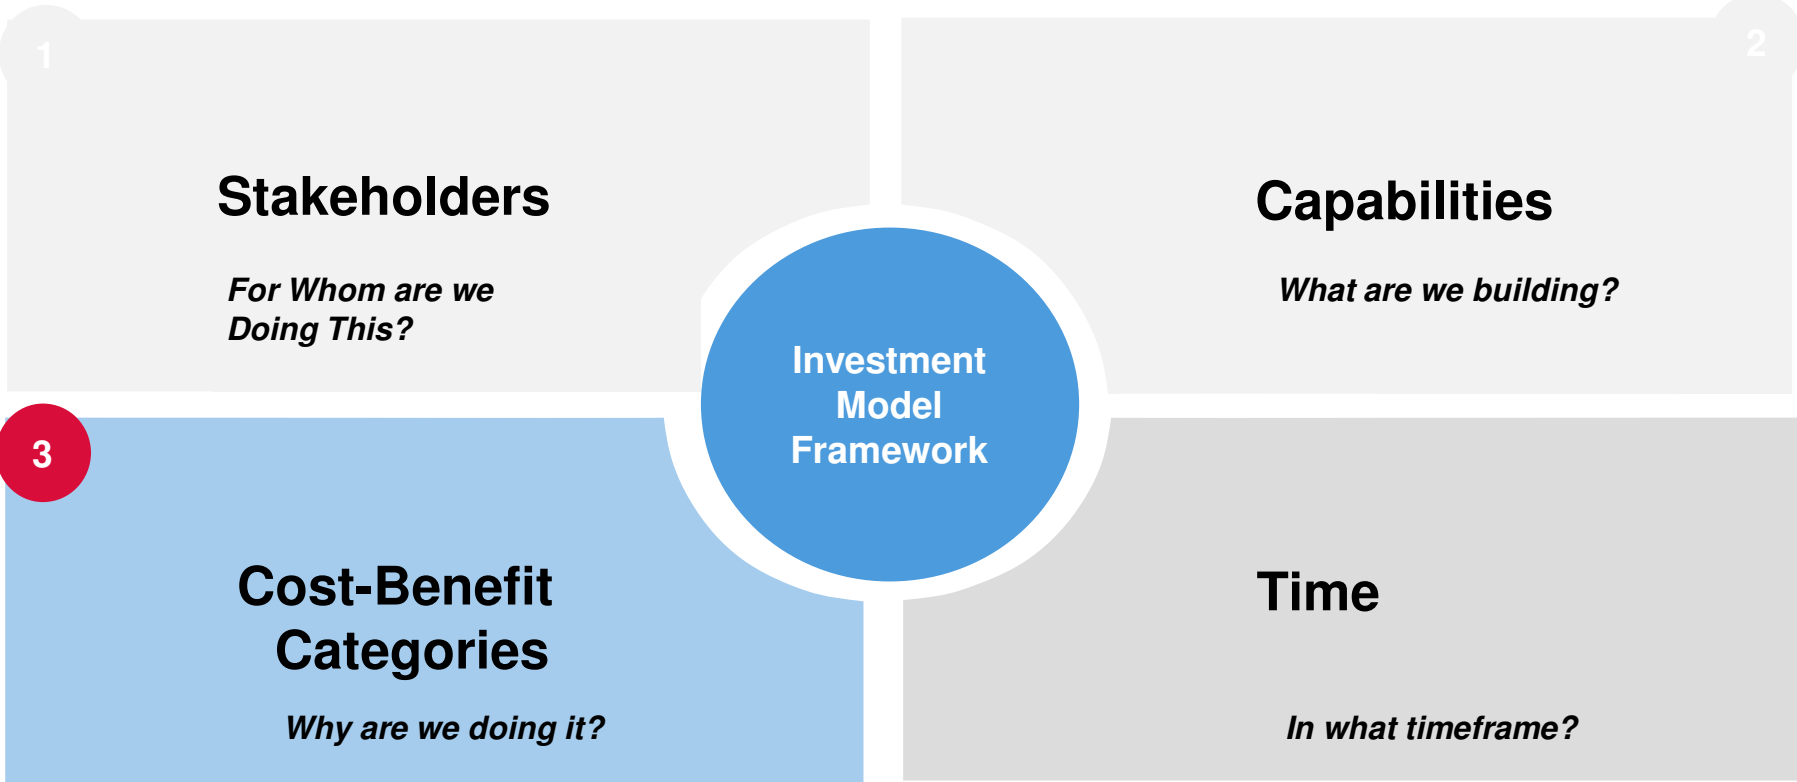 1
2
Stakeholders
For Whom are we
Doing This?
Capabilities
What are we building?
Investment
Model
Framework
3
Cost-Benefit
Categories
Why are we doing it?
Time
In what timeframe?